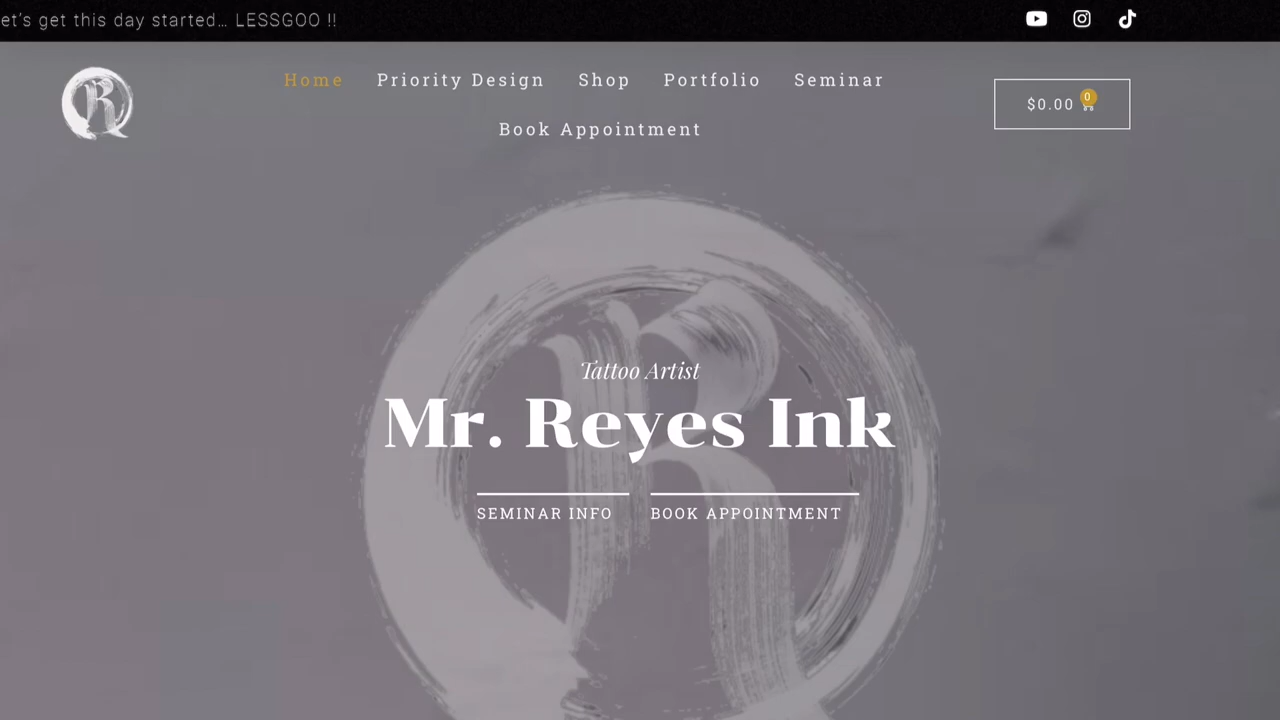 et's get this day started... LESSGOO !!
Home Priority Design Shop Portfolio Seminar
Book Appointment
$0.00 0
R
Tattoo Artist
Mr. Reyes Ink
SEMINAR INFO BOOK APPOINTMENT